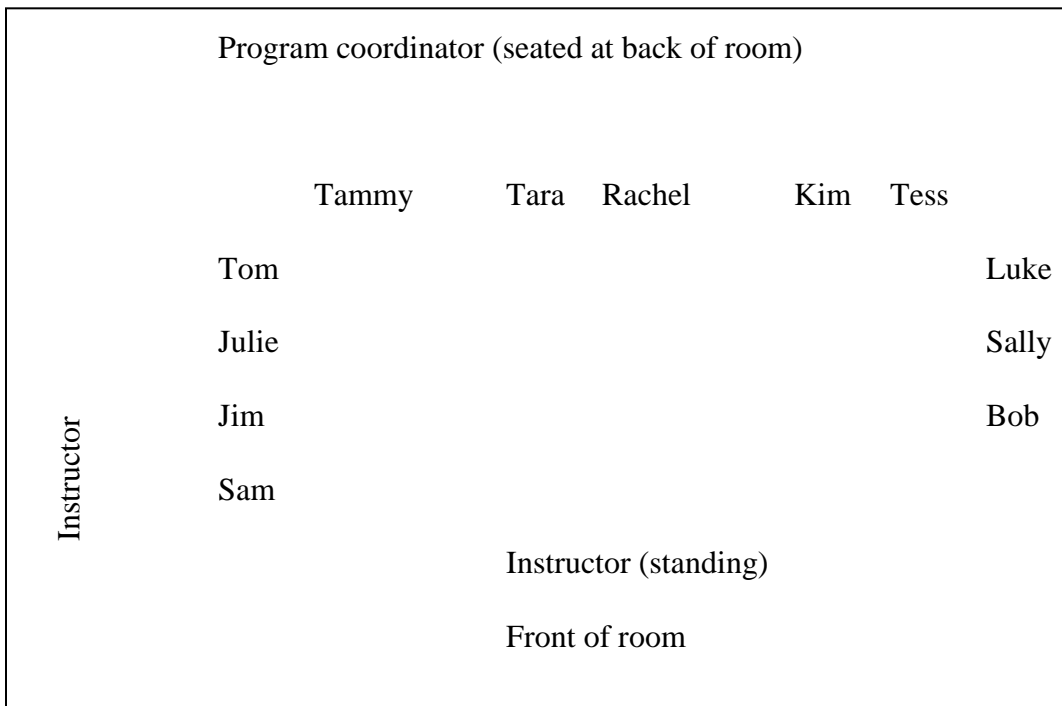 Program coordinator (seated at back of room)
Tammy Tara Rachel Kim Tess
Tom Luke
Julie Sally
Jim Bob
Sam
Instructor
Instructor (standing)
Front of room